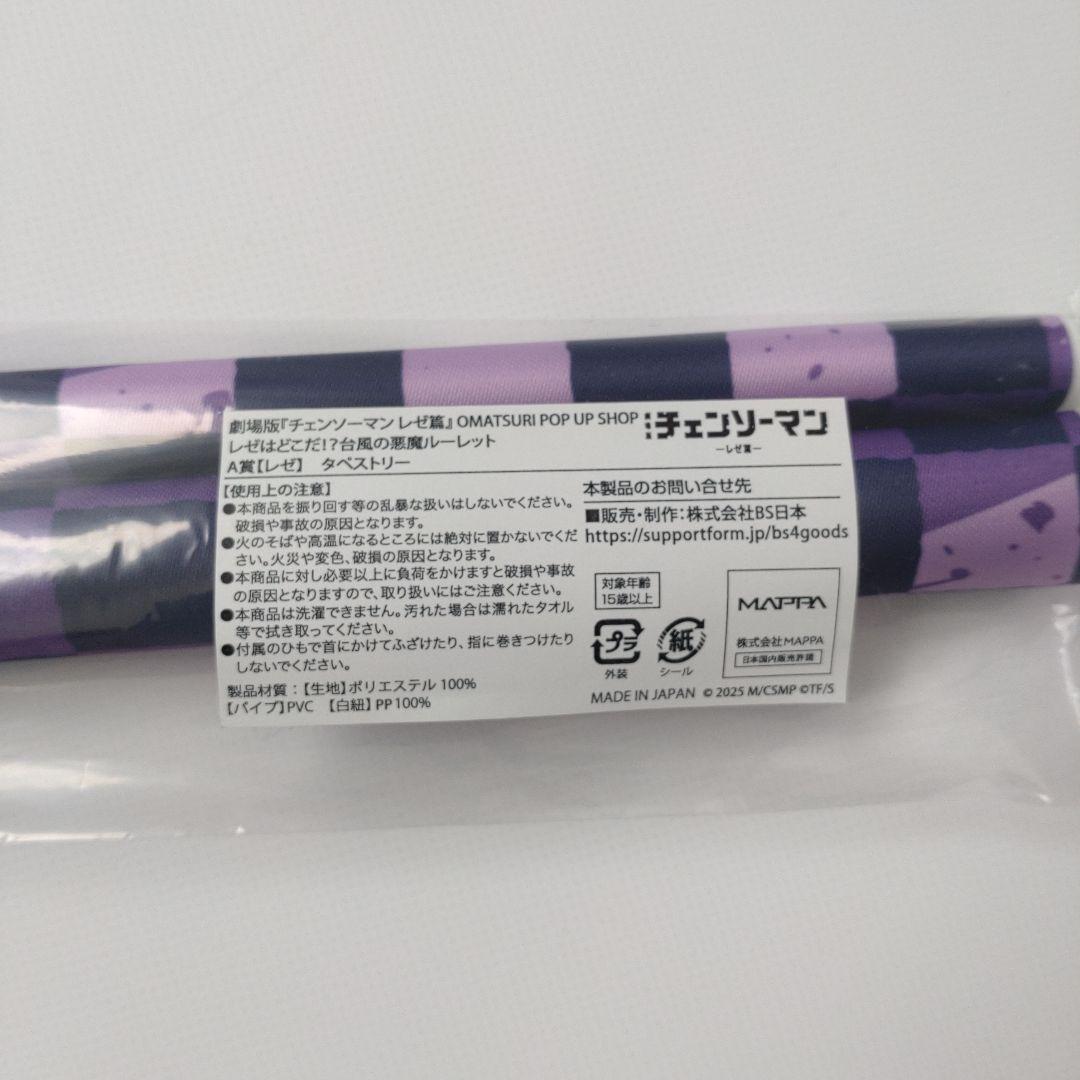 劇場版『チェンソーマン レゼ篇』 OMATSURI POP UP SHOP
レゼはどこだ!?台風の悪魔ルーレット
A賞【レゼ】 タペストリー
劇場版 チェンソーマン
ーレゼ篇ー
【使用上の注意】
●本商品を振り回す等の乱暴な扱いはしないでください。
破損や事故の原因となります。
●火のそばや高温になるところには絶対に置かないでくだ
さい。火災や変色、破損の原因となります。
●本商品に対し必要以上に負荷をかけますと破損や事故
の原因となりますので、取り扱いにはご注意ください。
●本商品は洗濯できません。汚れた場合は濡れたタオル
等で拭き取ってください。
●付属のひもで首にかけてふざけたり、指に巻きつけたり
しないでください。
製品材質：【生地】ポリエステル 100%
【パイプ】PVC 【白紐】PP100%
本製品のお問い合せ先
■販売・制作：株式会社BS日本
https://supportform.jp/bs4goods
対象年齢
15歳以上
プラ
外装
紙
シール
MAPPA
株式会社MAPPA
日本国内販売許諾
MADE IN JAPAN © 2025 M/CSMP ©TF/S